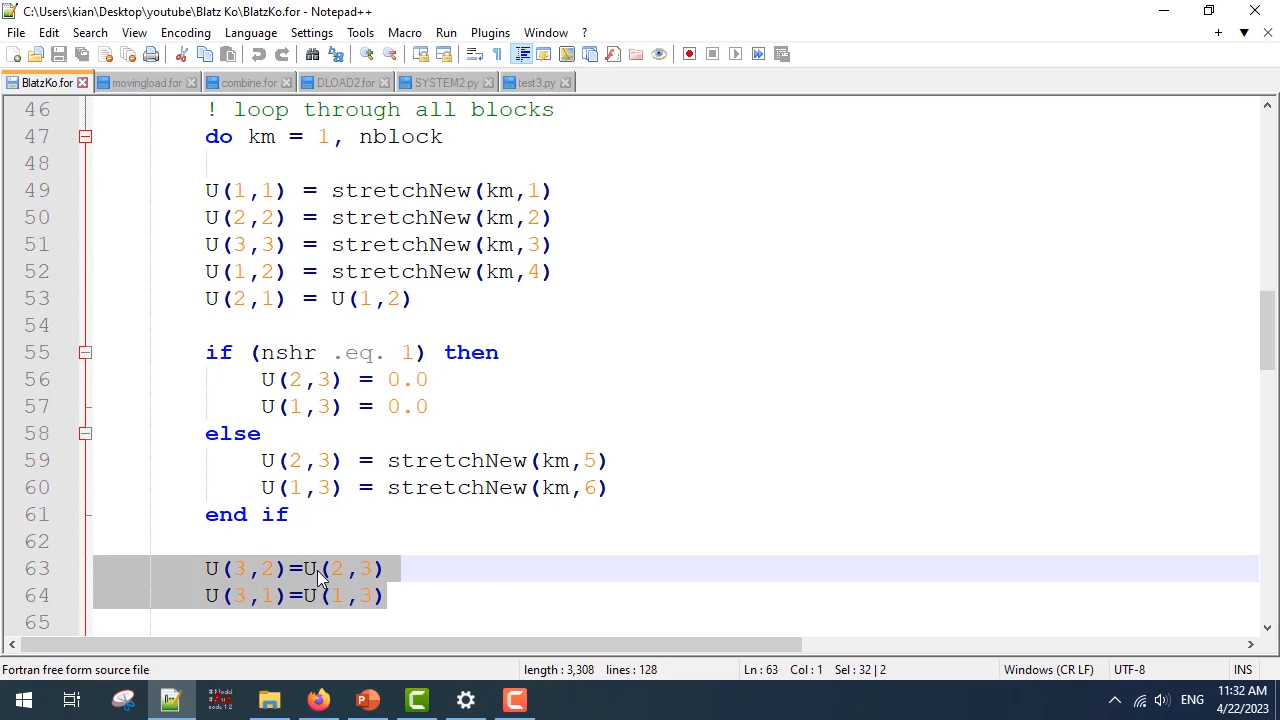 C:\Users\kian\Desktop\youtube\Blatz Ko\BlatzKo.for - Notepad++
File Edit Search View Encoding Language Settings Tools Macro Run Plugins Window ?
BlatzKo.for movingload.for combine.for DLOAD2.for SYSTEM2.py test3.py
46 ! loop through all blocks
47 do km = 1, nblock
48
49 U(1,1) = stretchNew(km,1)
50 U(2,2) = stretchNew(km,2)
51 U(3,3) = stretchNew(km,3)
52 U(1,2) = stretchNew(km,4)
53 U(2,1) = U(1,2)
54
55 if (nshr .eq. 1) then
56 U(2,3) = 0.0
57 U(1,3) = 0.0
58 else
59 U(2,3) = stretchNew(km,5)
60 U(1,3) = stretchNew(km,6)
61 end if
62
63 U(3,2)=U(2,3)
64 U(3,1)=U(1,3)
65
Fortran free form source file length : 3,308 lines : 128 Ln : 63 Col : 1 Sel : 32 | 2 Windows (CR LF) UTF-8 INS
ENG 11:32 AM
4/22/2023